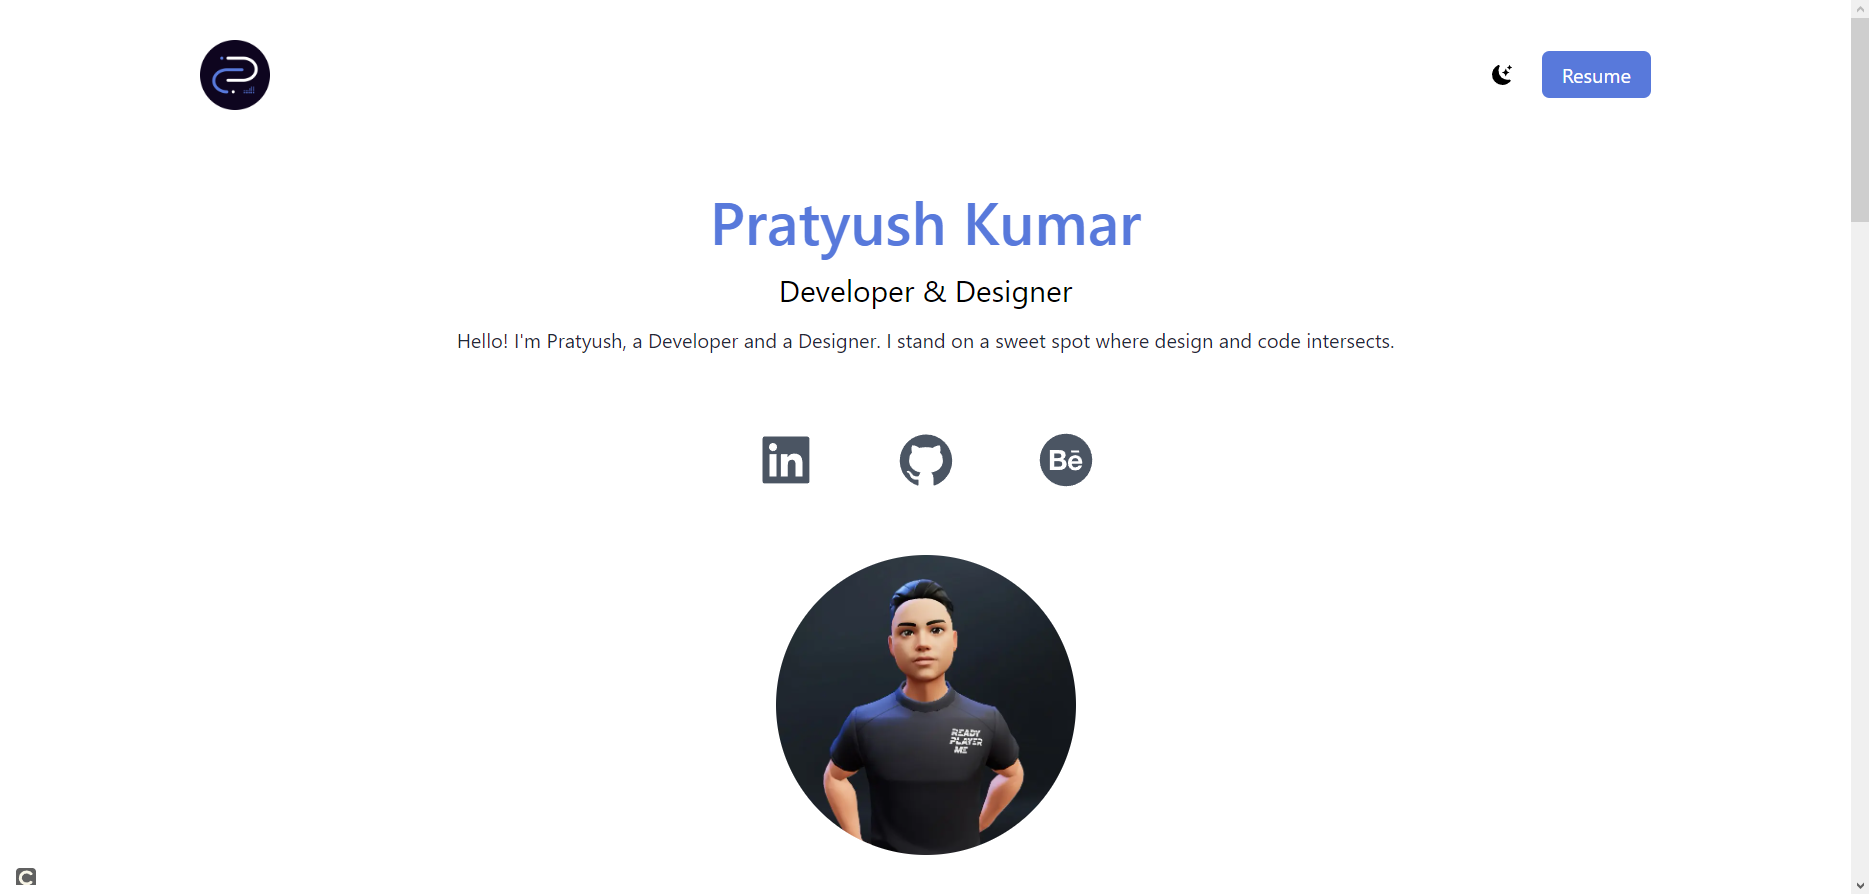 Resume
Pratyush Kumar
Developer & Designer
Hello! I'm Pratyush, a Developer and a Designer. I stand on a sweet spot where design and code intersects.
in
Bē
READY
PLAYER
ME
C